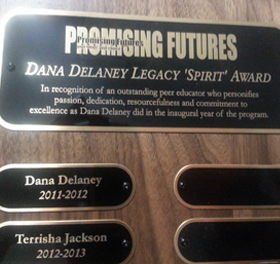 PROMISING FUTURES
Promising Futures
DANA DELANEY LEGACY 'SPIRIT' AWARD
In recognition of an outstanding peer educator who personifies
passion, dedication, resourcefulness and commitment to
excellence as Dana Delaney did in the inaugural year of the program.
Dana Delaney
2011-2012
Terrisha Jackson
2012-2013